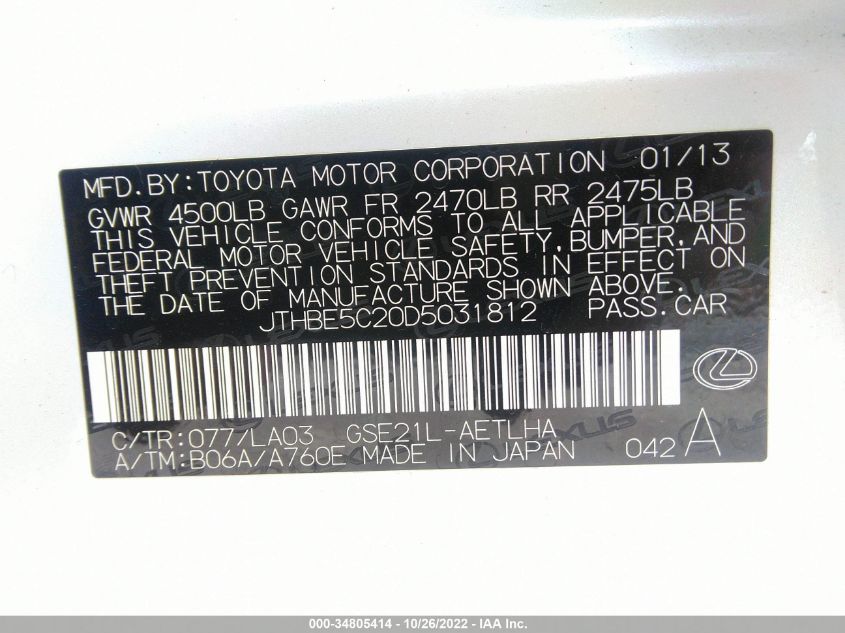 MFD.BY:TOYOTA MOTOR CORPORATION 01/13
GVWR 4500LB GAWR FR 2470LB RR 2475LB
THIS VEHICLE CONFORMS TO ALL APPLICABLE
FEDERAL MOTOR VEHICLE SAFETY,BUMPER,AND
THEFT PREVENTION STANDARDS IN EFFECT ON
THE DATE OF MANUFACTURE SHOWN ABOVE.
JTHBE5C20D5031812 PASS.CAR
C/TR:077/LA03 GSE21L-AETLHA
A/TM:B06A/A760E MADE IN JAPAN 042 A
000-34805414 - 10/26/2022 - IAA Inc.